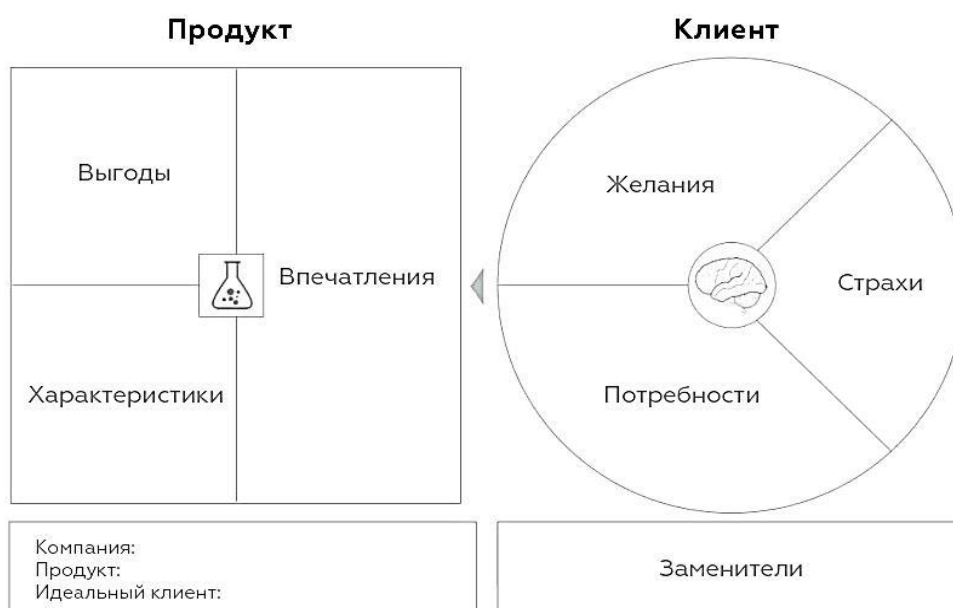 Продукт
Клиент
Выгоды
Впечатления
Характеристики
Желания
Страхи
Потребности
Компания:
Продукт:
Идеальный клиент:
Заменители